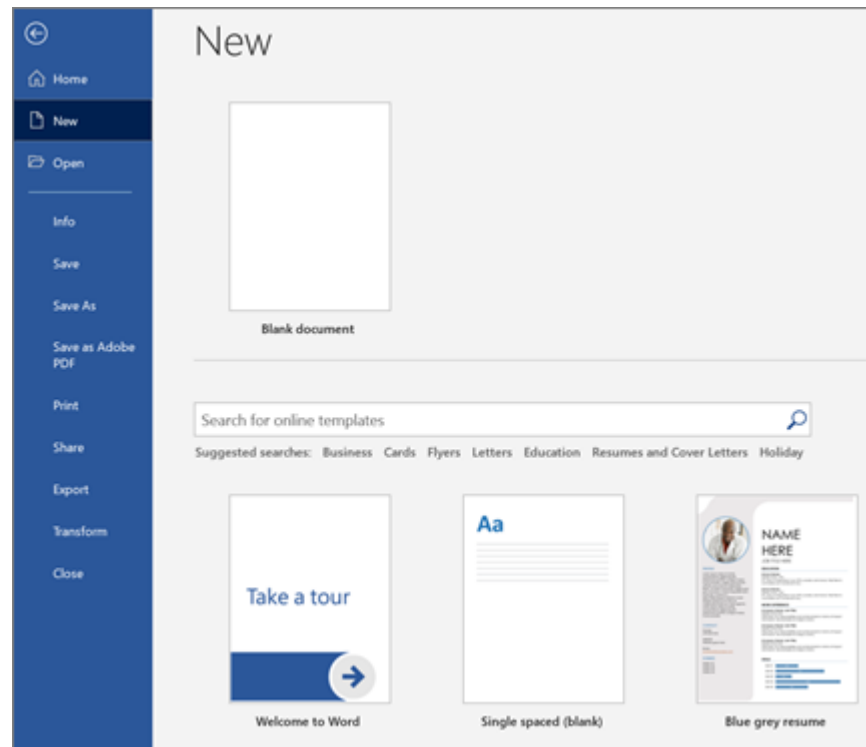 New
Home
New
Open
Info
Save
Save As
Save as Adobe
PDF
Print
Share
Export
Transform
Close
Blank document
Search for online templates
Suggested searches: Business Cards Flyers Letters Education Resumes and Cover Letters Holiday
Take a tour
Welcome to Word
Aa
Single spaced (blank)
NAME
HERE
Blue grey resume